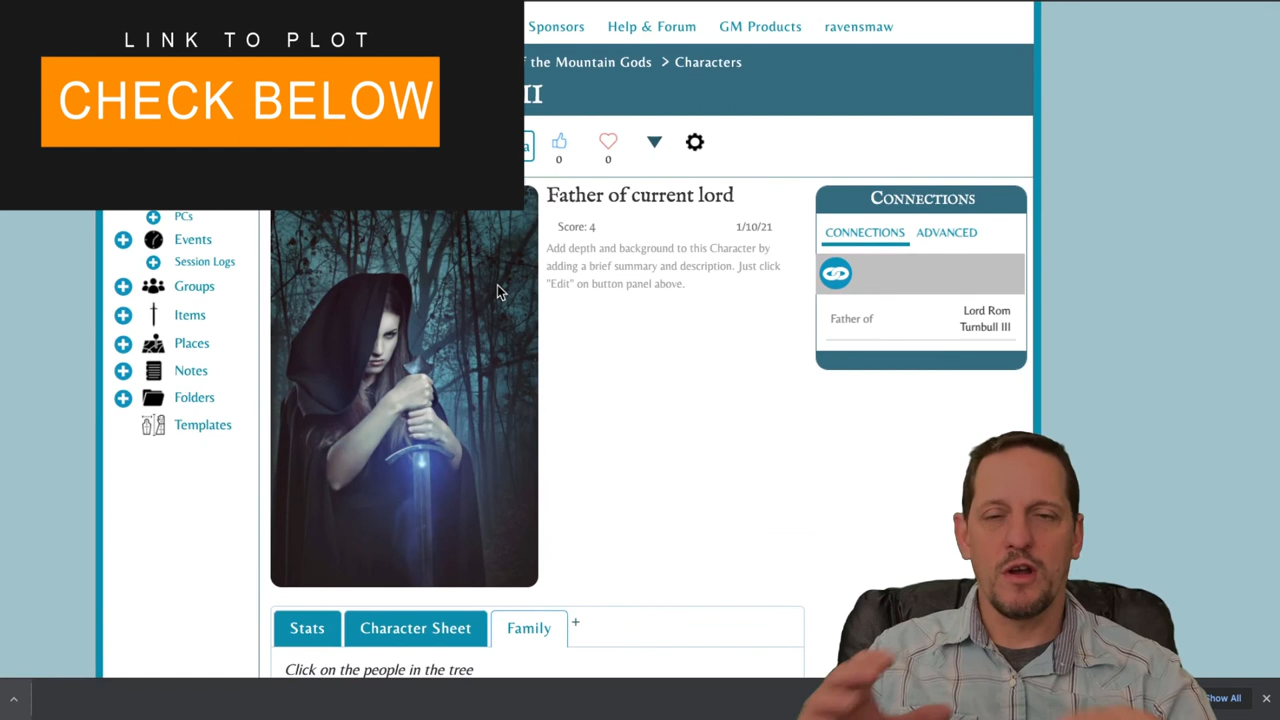 LINK TO PLOT
CHECK BELOW
Sponsors Help & Forum GM Products ravensmaw
of the Mountain Gods > Characters
II
a
0 0
Father of current lord
Score: 4 1/10/21
Add depth and background to this Character by
adding a brief summary and description. Just click
"Edit" on button panel above.
CONNECTIONS
CONNECTIONS ADVANCED
Father of Lord Rom
Turnbull III
PCs
Events
Session Logs
Groups
Items
Places
Notes
Folders
Templates
Stats Character Sheet Family +
Click on the people in the tree
Show All